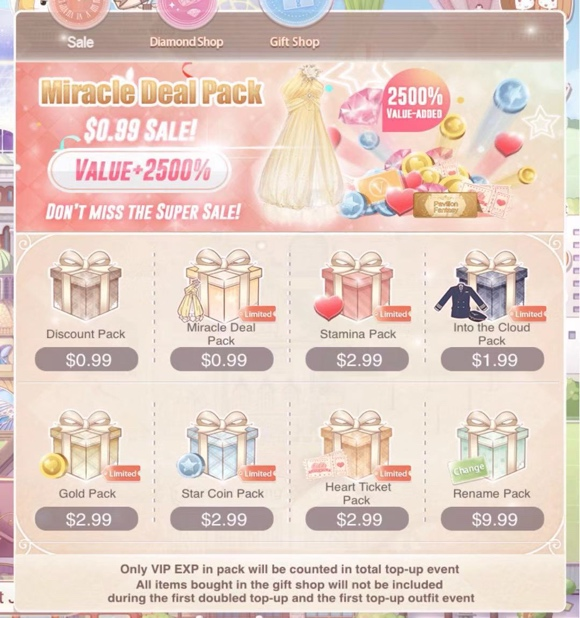 Sale
Diamond Shop
Gift Shop
Miracle Deal Pack
$0.99 SALE!
VALUE+2500%
DON'T MISS THE SUPER SALE!
2500%
VALUE-ADDED
Pavilion
Fantasy
Discount Pack
$0.99
Limited
Miracle Deal
Pack
$0.99
Limited
Stamina Pack
$2.99
Limited
Into the Cloud
Pack
$1.99
Limited
Gold Pack
$2.99
Limited
Star Coin Pack
$2.99
Limited
Heart Ticket
Pack
$2.99
Change
Rename Pack
$9.99
Only VIP EXP in pack will be counted in total top-up event
All items bought in the gift shop will not be included
during the first doubled top-up and the first top-up outfit event